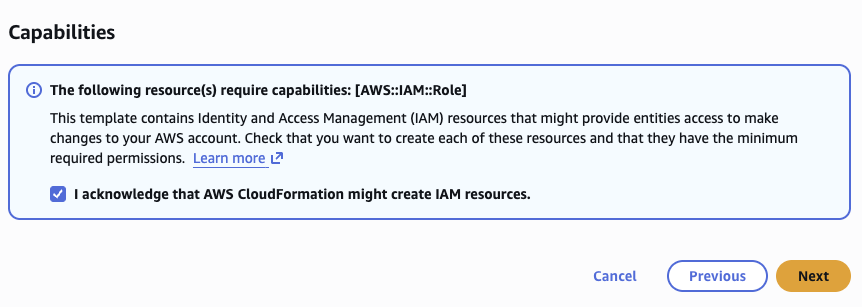 Capabilities
The following resource(s) require capabilities: [AWS::IAM::Role]
This template contains Identity and Access Management (IAM) resources that might provide entities access to make
changes to your AWS account. Check that you want to create each of these resources and that they have the minimum
required permissions. Learn more
I acknowledge that AWS CloudFormation might create IAM resources.
Cancel Previous Next